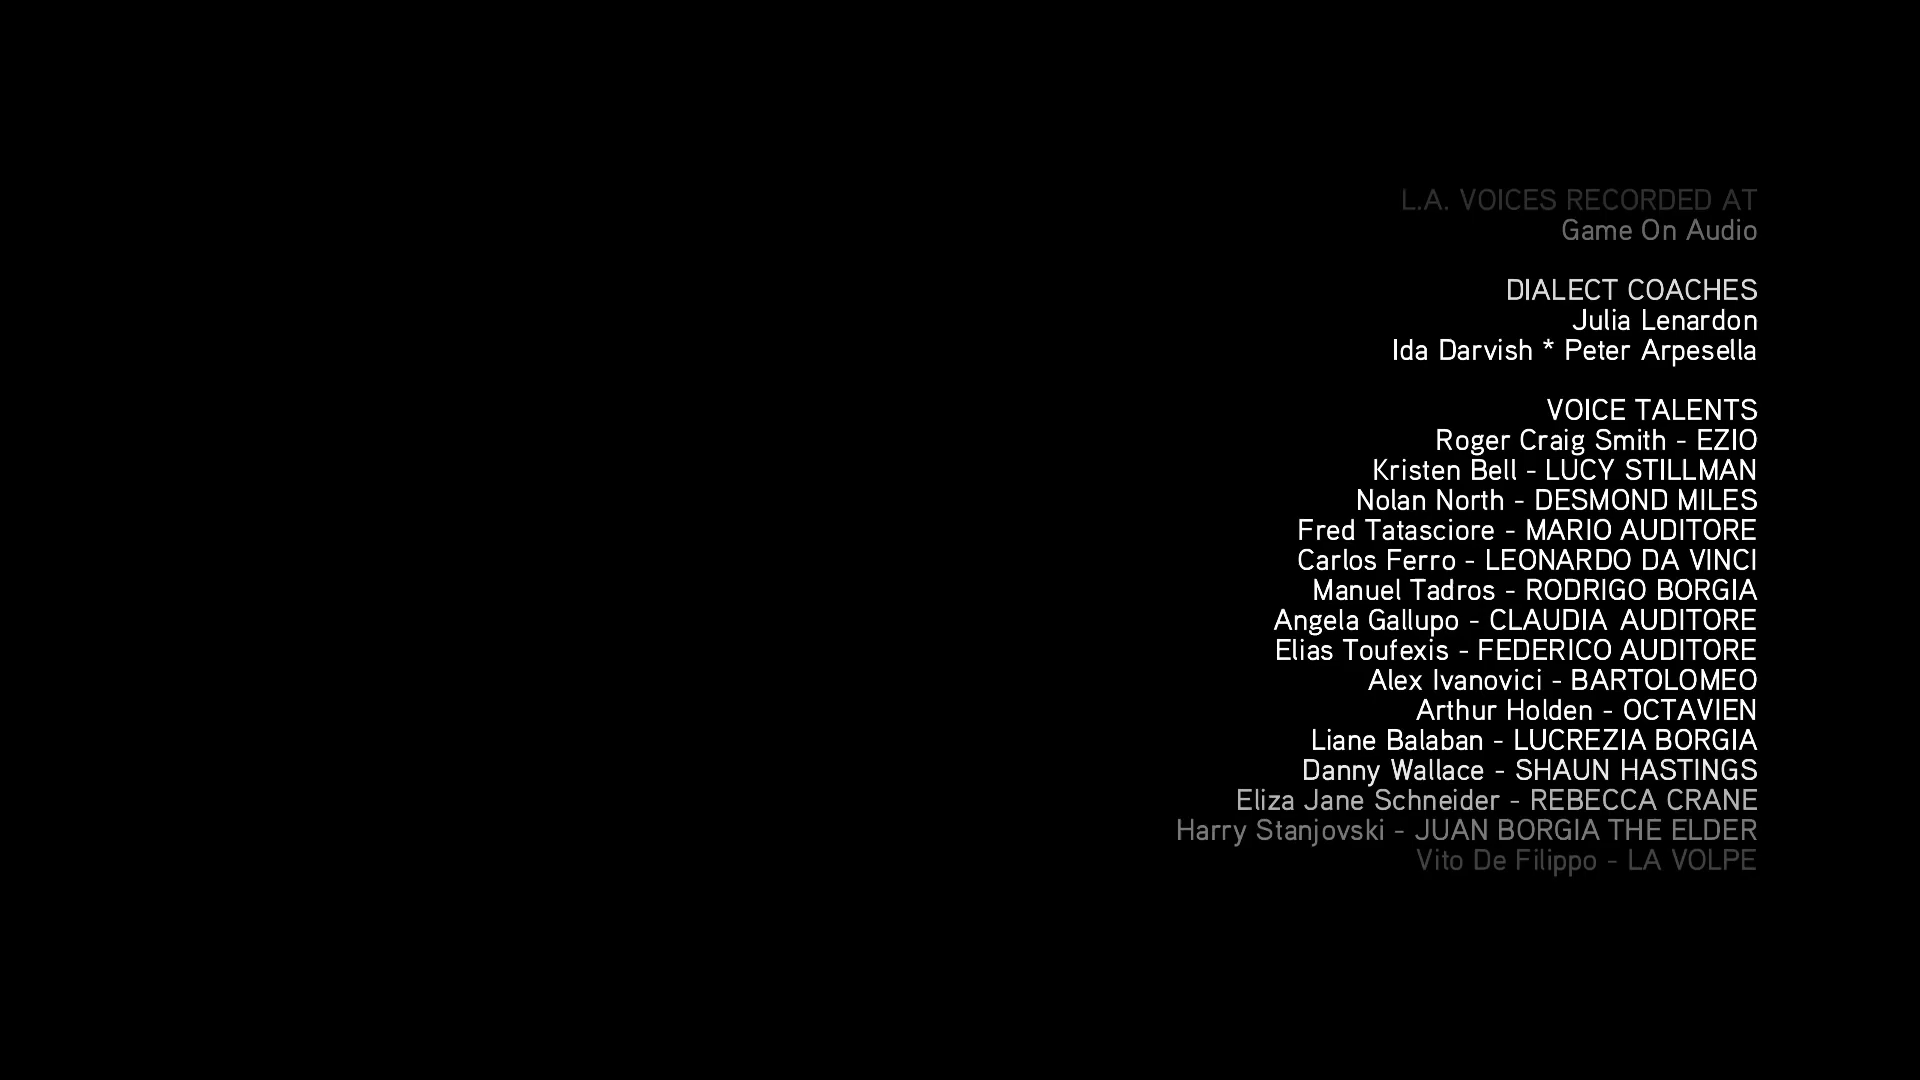 L.A. VOICES RECORDED AT
Game On Audio
DIALECT COACHES
Julia Lenardon
Ida Darvish * Peter Arpesella
VOICE TALENTS
Roger Craig Smith - EZIO
Kristen Bell - LUCY STILLMAN
Nolan North - DESMOND MILES
Fred Tatasciore - MARIO AUDITORE
Carlos Ferro - LEONARDO DA VINCI
Manuel Tadros - RODRIGO BORGIA
Angela Gallupo - CLAUDIA AUDITORE
Elias Toufexis - FEDERICO AUDITORE
Alex Ivanovici - BARTOLOMEO
Arthur Holden - OCTAVIEN
Liane Balaban - LUCREZIA BORGIA
Danny Wallace - SHAUN HASTINGS
Eliza Jane Schneider - REBECCA CRANE
Harry Stanjovski - JUAN BORGIA THE ELDER
Vito De Filippo - LA VOLPE